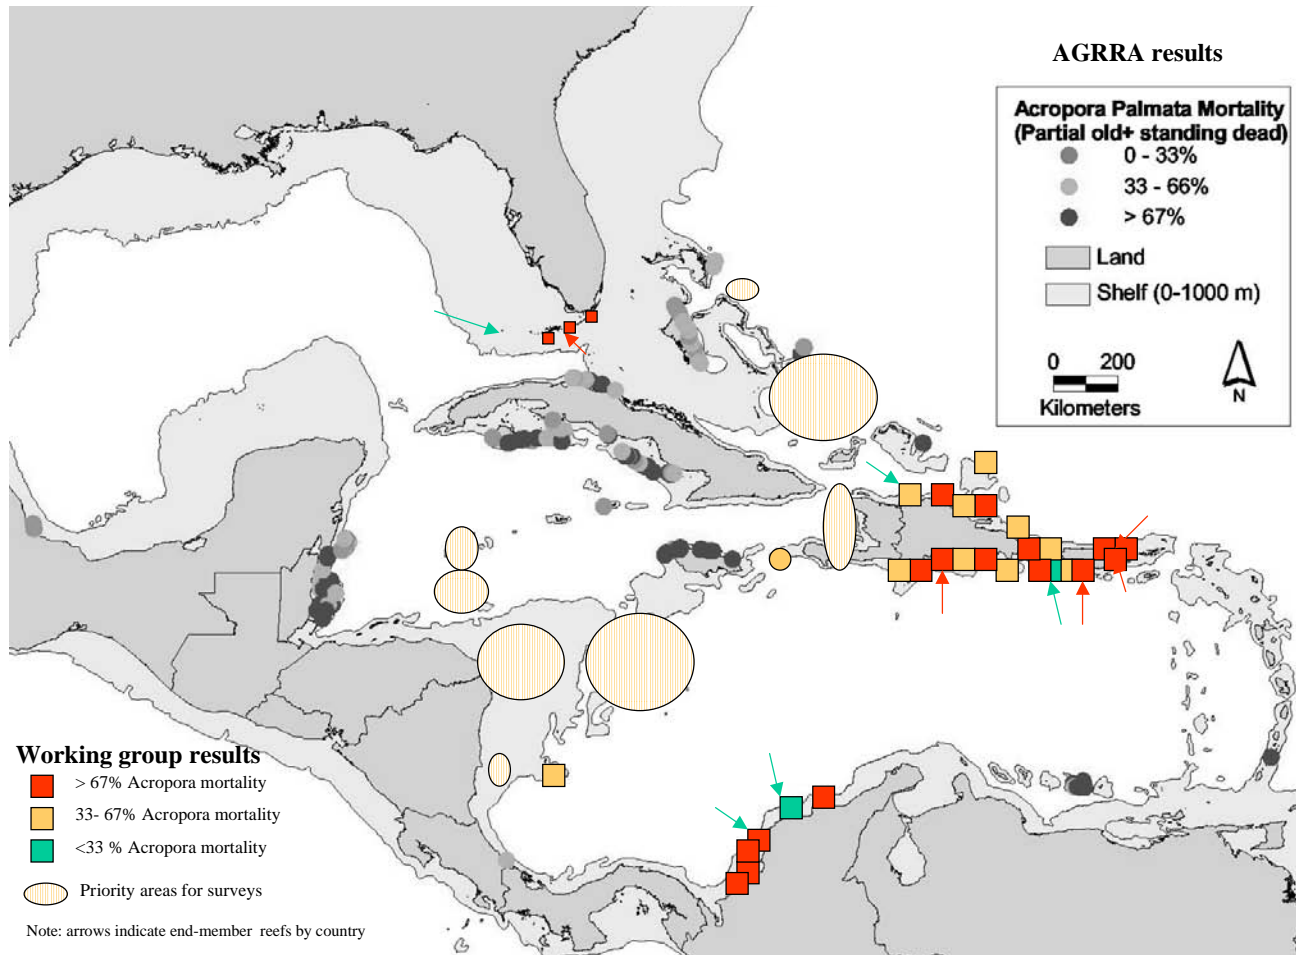 AGRRA results
Acropora Palmata Mortality
(Partial old+ standing dead)
0 - 33%
33 - 66%
> 67%
Land
Shelf (0-1000 m)
0 200
Kilometers
N
Working group results
> 67% Acropora mortality
33- 67% Acropora mortality
<33 % Acropora mortality
Priority areas for surveys
Note: arrows indicate end-member reefs by country